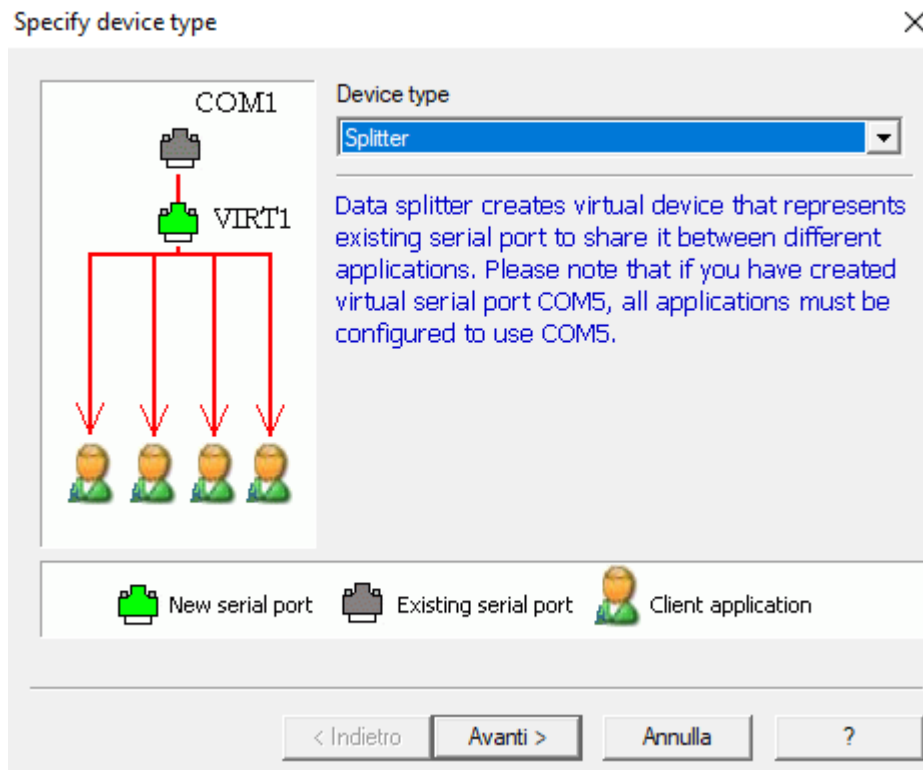 Specify device type
COM1
VIRT1
Device type
Splitter
Data splitter creates virtual device that represents
existing serial port to share it between different
applications. Please note that if you have created
virtual serial port COM5, all applications must be
configured to use COM5.
New serial port
Existing serial port
Client application
< Indietro
Avanti >
Annulla
?